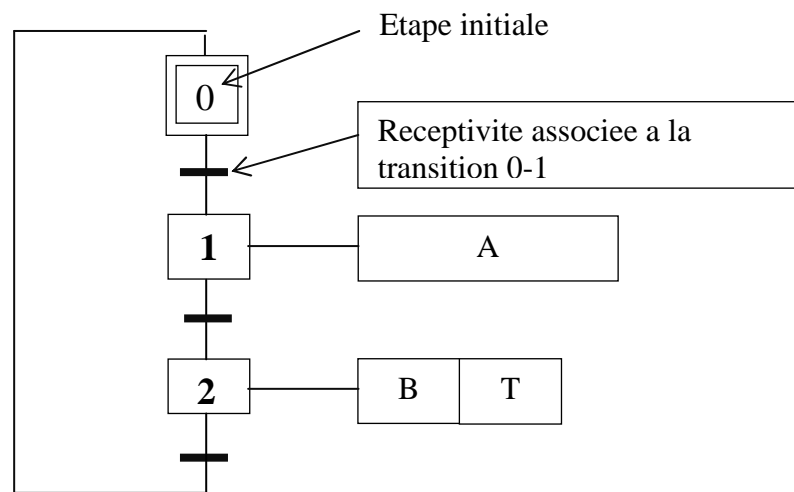 Etape initiale
0
Receptivite associee a la
transition 0-1
1
A
2
B
T